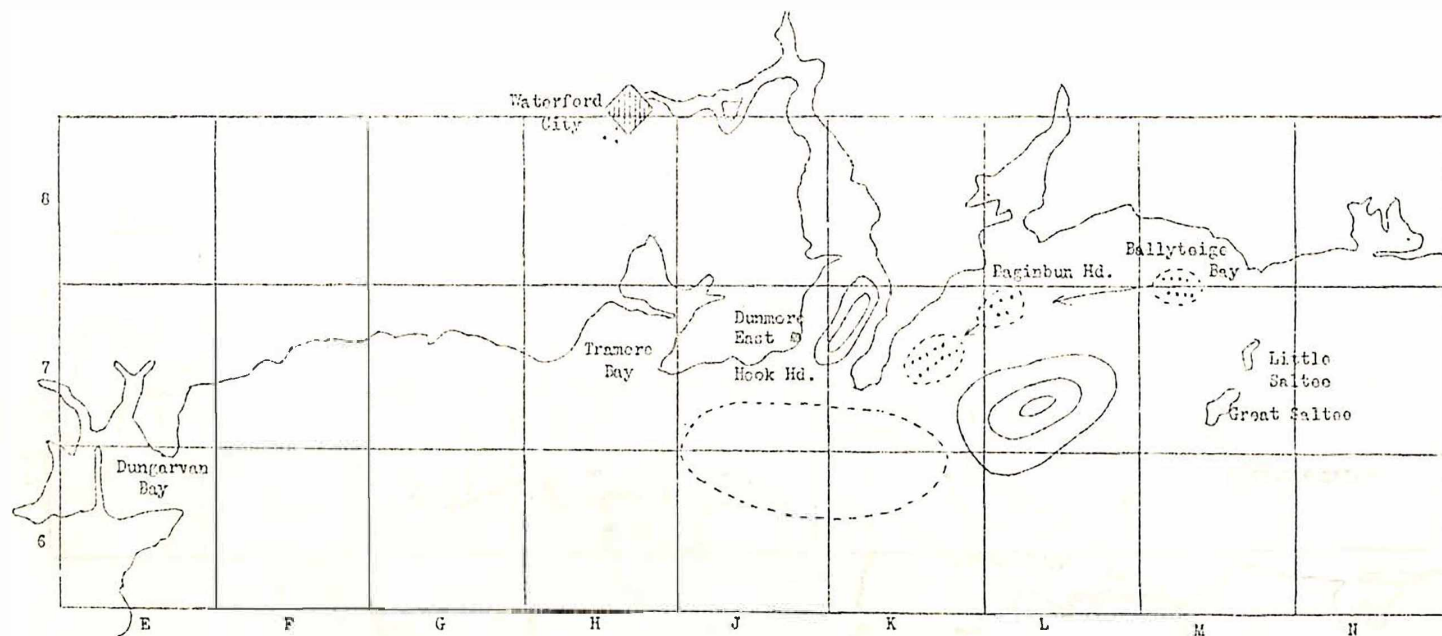 Waterford
City
8
Ballyteige
Bay
Baginbun Hd.
Dunmore
East
Tramore
Bay
Hook Hd.
7
Little
Saltee
Great Saltee
Dungarvan
Bay
6
E F G H J K L M N